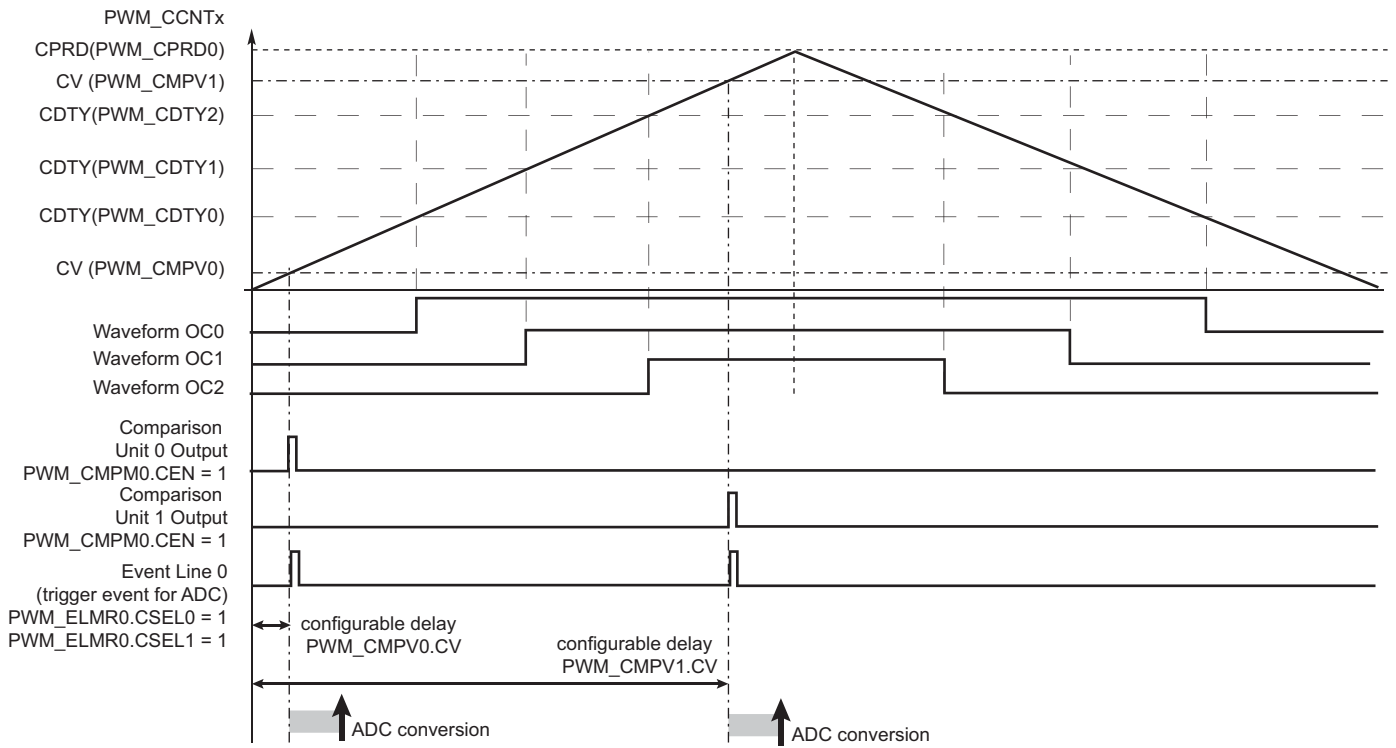 PWM_CCNTx
CPRD(PWM_CPRD0)
CV (PWM_CMPV1)
CDTY(PWM_CDTY2)
CDTY(PWM_CDTY1)
CDTY(PWM_CDTY0)
CV (PWM_CMPV0)
Waveform OC0
Waveform OC1
Waveform OC2
Comparison
Unit 0 Output
PWM_CMPM0.CEN = 1
Comparison
Unit 1 Output
PWM_CMPM0.CEN = 1
Event Line 0
(trigger event for ADC)
PWM_ELMR0.CSEL0 = 1
PWM_ELMR0.CSEL1 = 1
configurable delay
PWM_CMPV0.CV
configurable delay
PWM_CMPV1.CV
ADC conversion
ADC conversion